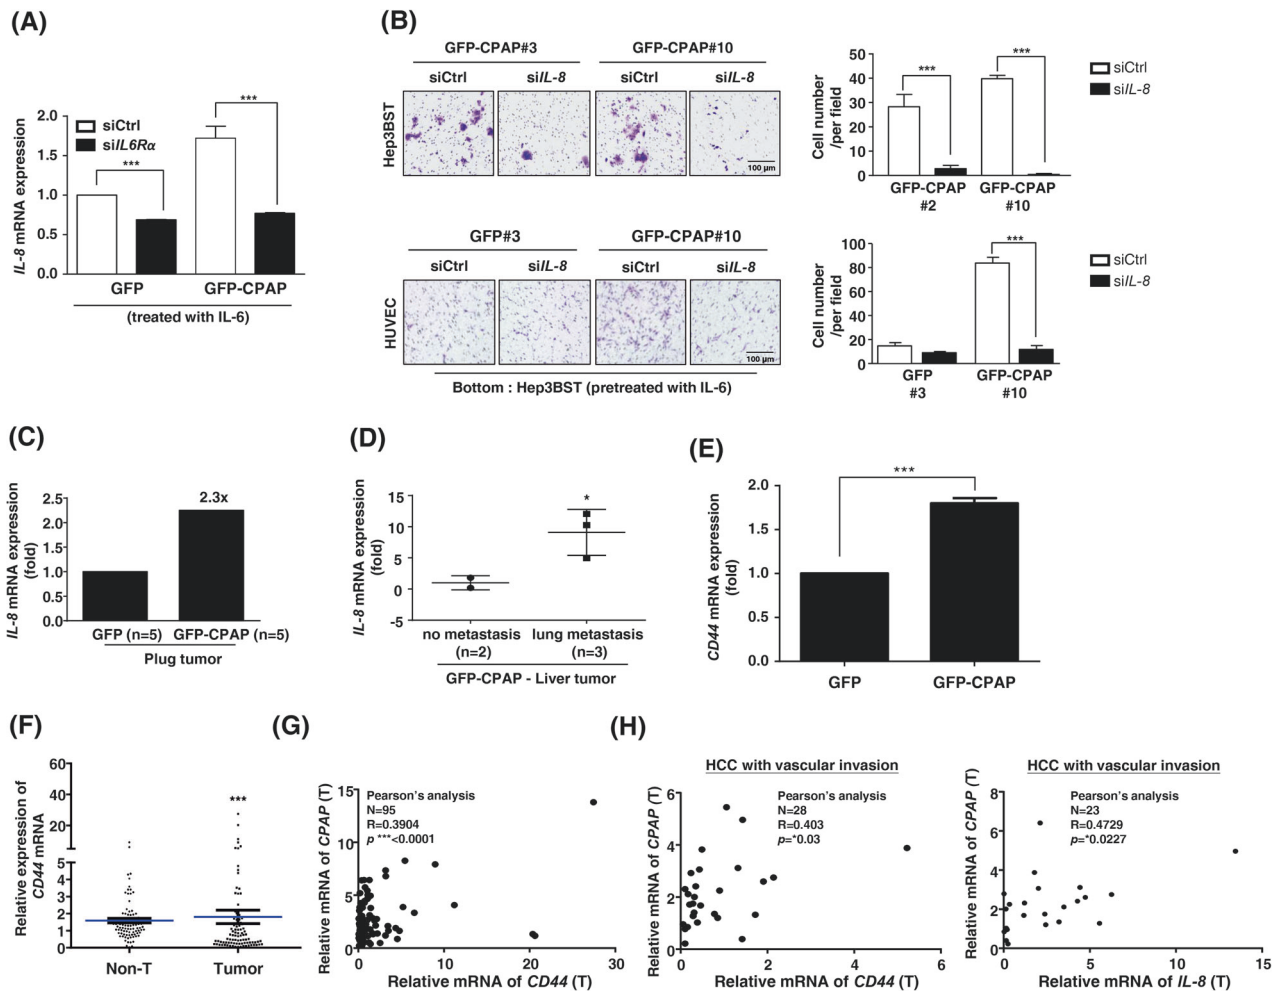 (A)
IL-8 mRNA expression
2.0
1.5
1.0
0.5
0.0
siCtrl
siIL6Rα
***
***
GFP
GFP-CPAP
(treated with IL-6)
(B)
GFP-CPAP#3
GFP-CPAP#10
siCtrl
siIL-8
siCtrl
siIL-8
Hep3BST
100 μm
Cell number
/per field
50
40
30
20
10
0
***
***
GFP-CPAP
#2
GFP-CPAP
#10
siCtrl
siIL-8
GFP#3
GFP-CPAP#10
siCtrl
siIL-8
siCtrl
siIL-8
HUVEC
100 μm
Bottom : Hep3BST (pretreated with IL-6)
Cell number
/per field
100
80
60
40
20
0
***
GFP
#3
GFP-CPAP
#10
siCtrl
siIL-8
(C)
IL-8 mRNA expression
(fold)
2.5
2.0
1.5
1.0
0.5
0.0
2.3x
GFP (n=5)
GFP-CPAP (n=5)
Plug tumor
(D)
IL-8 mRNA expression
(fold)
15
10
5
0
-5
*
no metastasis
(n=2)
lung metastasis
(n=3)
GFP-CPAP - Liver tumor
(E)
CD44 mRNA expression
(fold)
2.0
1.5
1.0
0.5
0.0
***
GFP
GFP-CPAP
(F)
Relative expression of
CD44 mRNA
60
40
20
5
4
3
2
1
0
***
Non-T
Tumor
(G)
Relative mRNA of CPAP (T)
15
10
5
0
Pearson's analysis
N=95
R=0.3904
p ***<0.0001
0
10
20
30
Relative mRNA of CD44 (T)
(H)
HCC with vascular invasion
Relative mRNA of CPAP (T)
6
4
2
0
Pearson's analysis
N=28
R=0.403
p=*0.03
0
2
4
6
Relative mRNA of CD44 (T)
HCC with vascular invasion
Relative mRNA of CPAP (T)
8
6
4
2
0
Pearson's analysis
N=23
R=0.4729
p=*0.0227
0
5
10
15
Relative mRNA of IL-8 (T)